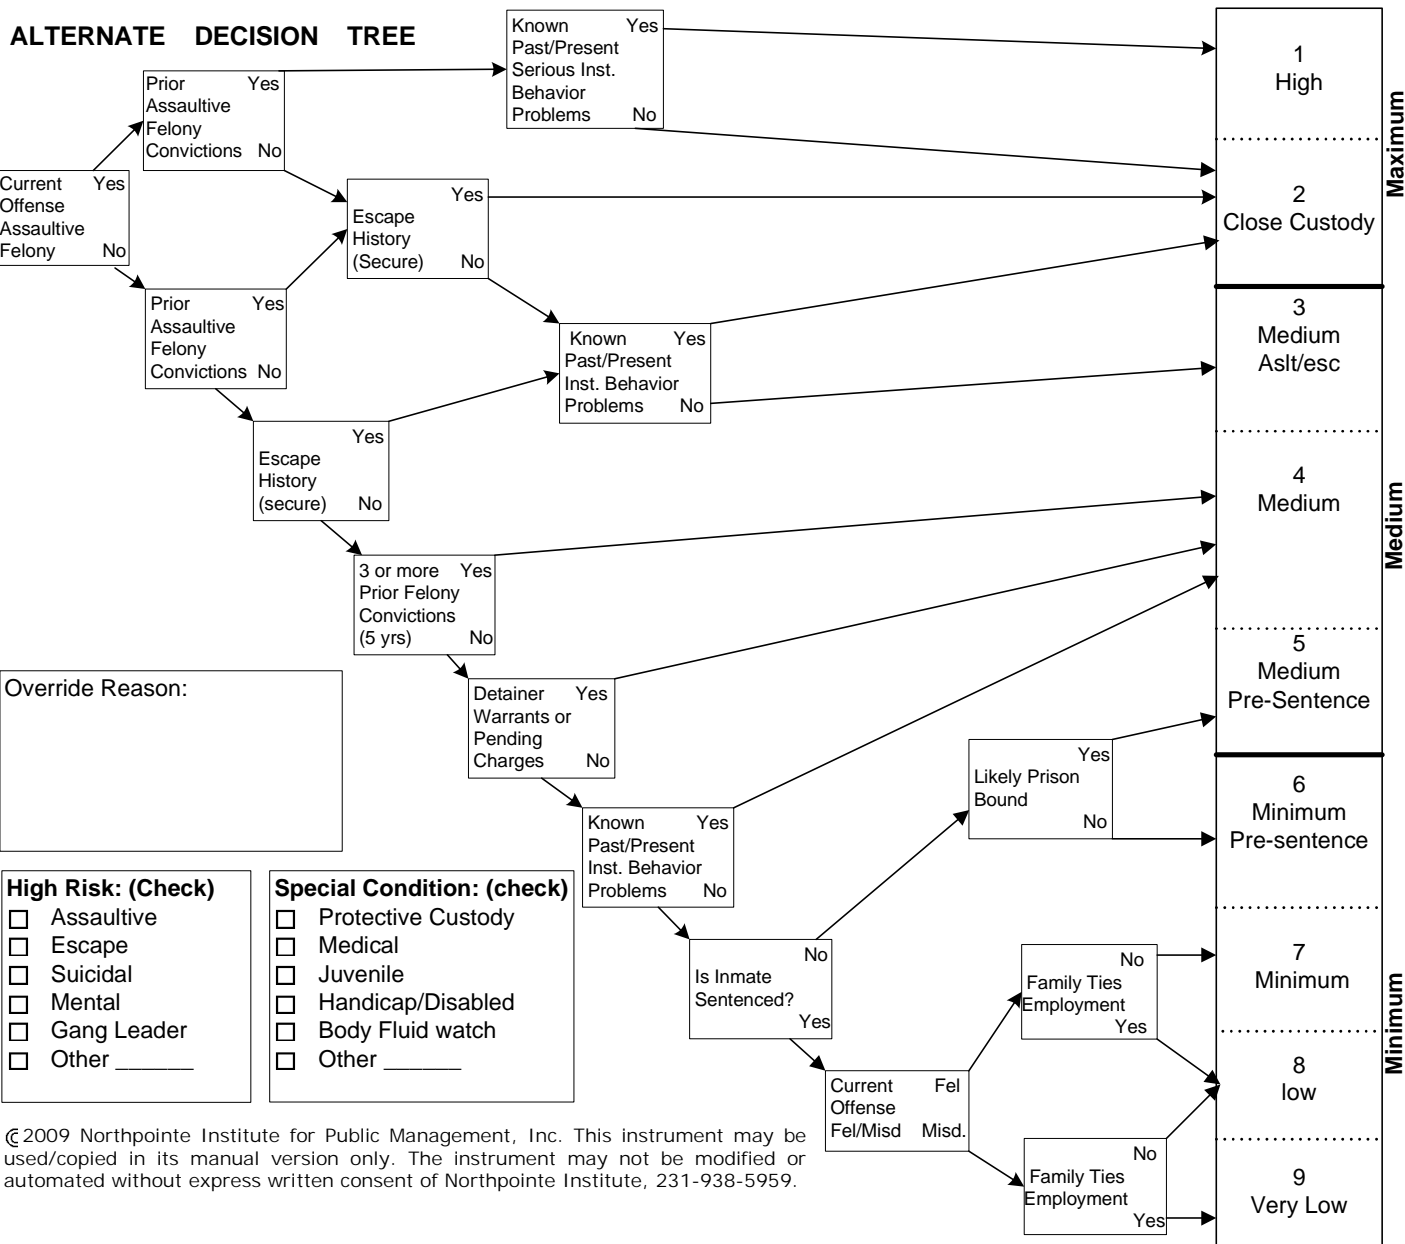 ALTERNATE DECISION TREE
Known Yes
Past/Present
Serious Inst.
Behavior
Problems No
Prior Yes
Assaultive
Felony
Convictions No
Current Yes
Offense
Assaultive
Felony No
Yes
Escape
History
(Secure) No
Prior Yes
Assaultive
Felony
Convictions No
Known Yes
Past/Present
Inst. Behavior
Problems No
Yes
Escape
History
(secure) No
3 or more Yes
Prior Felony
Convictions
(5 yrs) No
Detainer Yes
Warrants or
Pending
Charges No
Known Yes
Past/Present
Inst. Behavior
Problems No
No
Is Inmate
Sentenced?
Yes
Yes
Likely Prison
Bound
No
Current Fel
Offense
Fel/Misd Misd.
No
Family Ties
Employment
Yes
No
Family Ties
Employment
Yes
1
High
2
Close Custody
Maximum
3
Medium
Aslt/esc
4
Medium
5
Medium
Pre-Sentence
Medium
6
Minimum
Pre-sentence
7
Minimum
8
low
9
Very Low
Minimum
Override Reason:
High Risk: (Check)
Assaultive
Escape
Suicidal
Mental
Gang Leader
Other ______
Special Condition: (check)
Protective Custody
Medical
Juvenile
Handicap/Disabled
Body Fluid watch
Other ______
©2009 Northpointe Institute for Public Management, Inc. This instrument may be
used/copied in its manual version only. The instrument may not be modified or
automated without express written consent of Northpointe Institute, 231-938-5959.